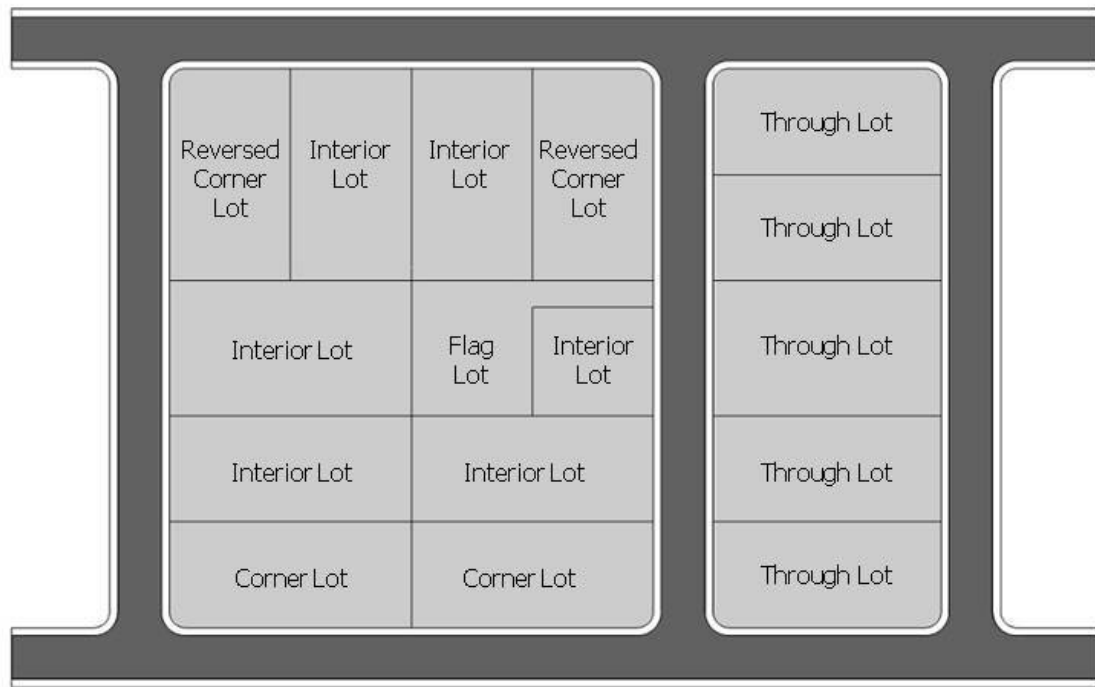 Reversed
Corner
Lot
Interior
Lot
Interior
Lot
Reversed
Corner
Lot
Through Lot
Through Lot
Interior Lot
Flag
Lot
Interior
Lot
Through Lot
Interior Lot
Interior Lot
Through Lot
Corner Lot
Corner Lot
Through Lot